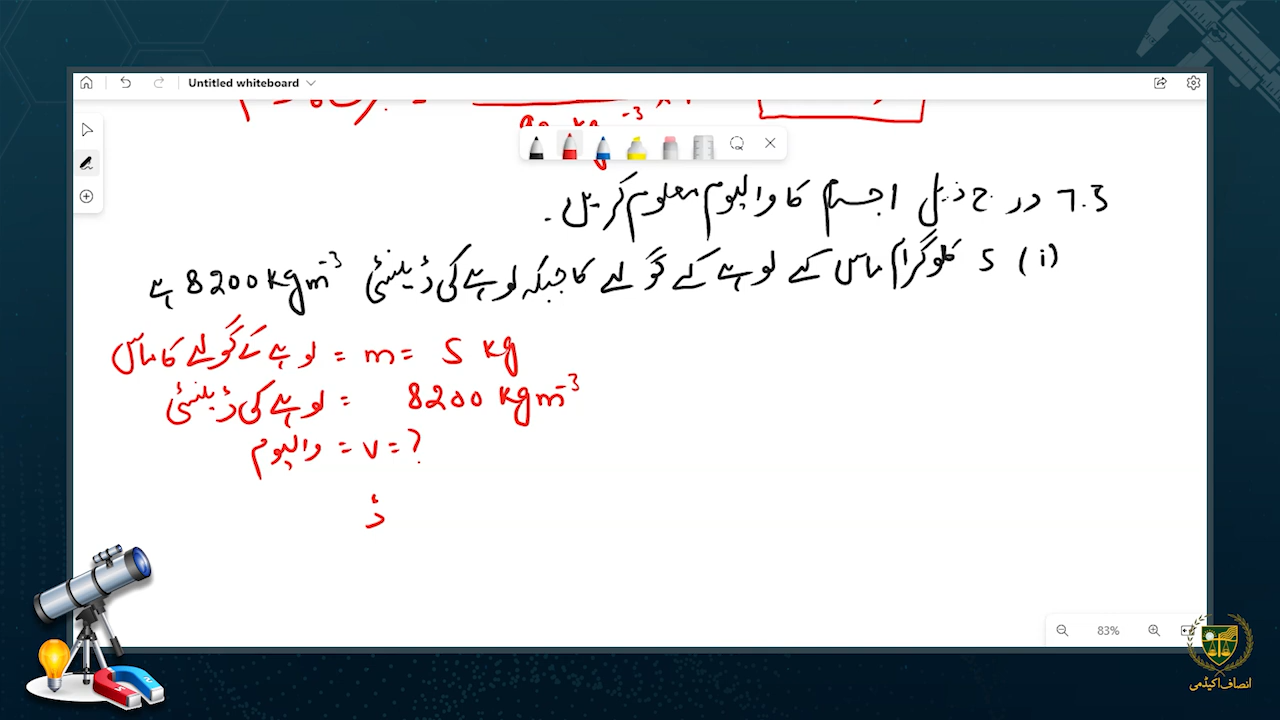 Untitled whiteboard
7.3 درج ذیل اجسام کا والیوم معلوم کریں۔
(i) 5 کلوگرام ماس کے لوہے کے گولے کا جبکہ لوہے کی ڈینسٹی 8200 kgm⁻³ ہے
لوہے کے گولے کا ماس = m = 5 kg
لوہے کی ڈینسٹی = 8200 kgm⁻³
والیوم = v = ?
ڈ
83%
انصاف اکیڈمی